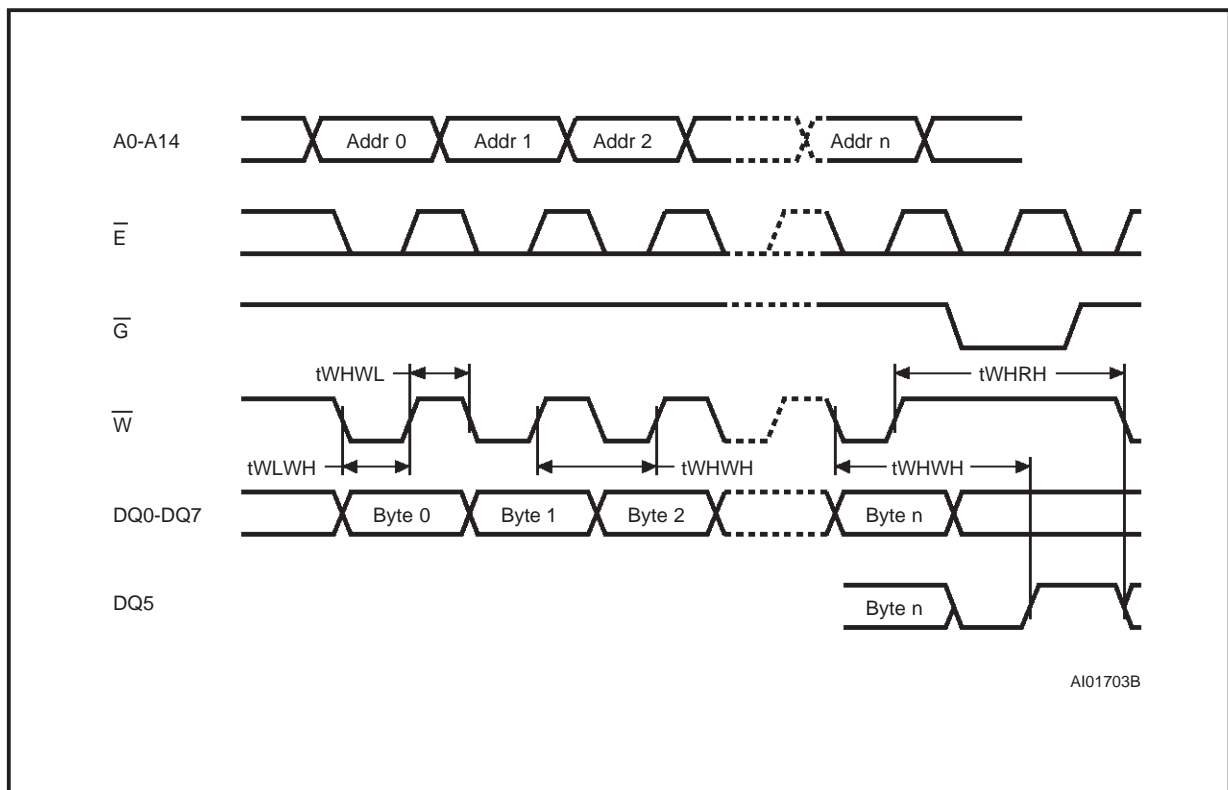 A0-A14
Addr 0
Addr 1
Addr 2
Addr n
E̅
G̅
tWHWL
tWHRH
W̅
tWLWH
tWHWH
tWHWH
DQ0-DQ7
Byte 0
Byte 1
Byte 2
Byte n
DQ5
Byte n
AI01703B